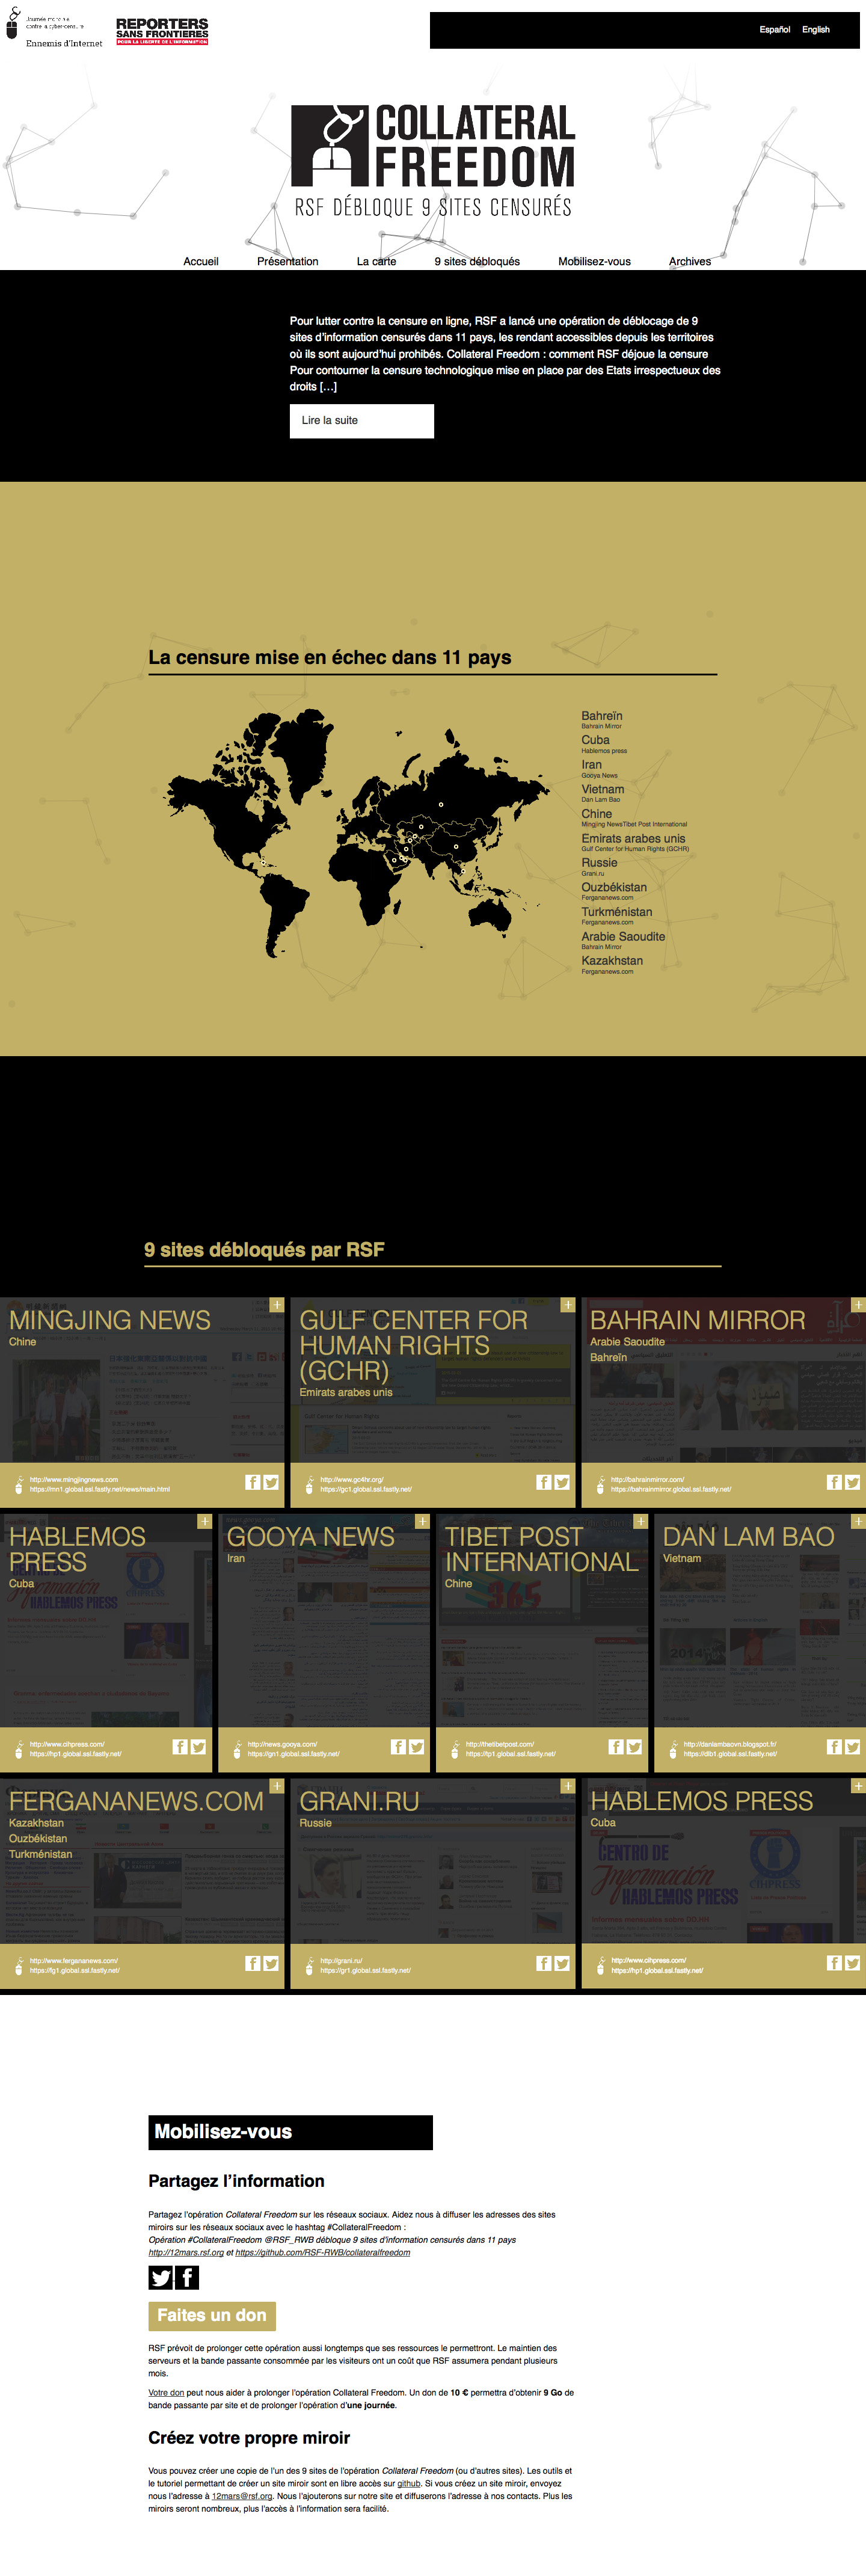 Journée mondiale
contre la cyber-censure
Ennemis d'Internet
REPORTERS
SANS FRONTIERES
POUR LA LIBERTE DE L'INFORMATION
Español English
COLLATERAL
FREEDOM
RSF DÉBLOQUE 9 SITES CENSURÉS
Accueil Présentation La carte 9 sites débloqués Mobilisez-vous Archives
Pour lutter contre la censure en ligne, RSF a lancé une opération de déblocage de 9
sites d'information censurés dans 11 pays, les rendant accessibles depuis les territoires
où ils sont aujourd'hui prohibés. Collateral Freedom : comment RSF déjoue la censure
Pour contourner la censure technologique mise en place par des Etats irrespectueux des
droits […]
Lire la suite
La censure mise en échec dans 11 pays
Bahreïn
Bahrain Mirror
Cuba
Hablemos press
Iran
Gooya News
Vietnam
Dan Lam Bao
Chine
Mingjing NewsTibet Post International
Emirats arabes unis
Gulf Center for Human Rights (GCHR)
Russie
Grani.ru
Ouzbékistan
Fergananews.com
Turkménistan
Fergananews.com
Arabie Saoudite
Bahrain Mirror
Kazakhstan
Fergananews.com
9 sites débloqués par RSF
MINGJING NEWS
Chine
http://www.mingjingnews.com
https://mn1.global.ssl.fastly.net/news/main.html
GULF CENTER FOR
HUMAN RIGHTS
(GCHR)
Emirats arabes unis
http://www.gc4hr.org/
https://gc1.global.ssl.fastly.net/
BAHRAIN MIRROR
Arabie Saoudite
Bahreïn
http://bahrainmirror.com/
https://bahrainmirror.global.ssl.fastly.net/
HABLEMOS
PRESS
Cuba
http://www.cihpress.com/
https://hp1.global.ssl.fastly.net/
GOOYA NEWS
Iran
http://news.gooya.com/
https://gn1.global.ssl.fastly.net/
TIBET POST
INTERNATIONAL
Chine
365
http://thetibetpost.com/
https://tp1.global.ssl.fastly.net/
DAN LAM BAO
Vietnam
2014
http://danlambaovn.blogspot.fr/
https://dlb1.global.ssl.fastly.net/
FERGANANEWS.COM
Kazakhstan
Ouzbékistan
Turkménistan
http://www.fergananews.com/
https://fg1.global.ssl.fastly.net/
GRANI.RU
Russie
http://grani.ru/
https://gr1.global.ssl.fastly.net/
HABLEMOS PRESS
Cuba
CENTRO DE
Información
HABLEMOS PRESS
CIHPRESS
http://www.cihpress.com/
https://hp1.global.ssl.fastly.net/
Mobilisez-vous
Partagez l'information
Partagez l'opération Collateral Freedom sur les réseaux sociaux. Aidez nous à diffuser les adresses des sites
miroirs sur les réseaux sociaux avec le hashtag #CollateralFreedom :
Opération #CollateralFreedom @RSF_RWB débloque 9 sites d'information censurés dans 11 pays
http://12mars.rsf.org et https://github.com/RSF-RWB/collateralfreedom
Faites un don
RSF prévoit de prolonger cette opération aussi longtemps que ses ressources le permettront. Le maintien des
serveurs et la bande passante consommée par les visiteurs ont un coût que RSF assumera pendant plusieurs
mois.
Votre don peut nous aider à prolonger l'opération Collateral Freedom. Un don de 10 € permettra d'obtenir 9 Go de
bande passante par site et de prolonger l'opération d'une journée.
Créez votre propre miroir
Vous pouvez créer une copie de l'un des 9 sites de l'opération Collateral Freedom (ou d'autres sites). Les outils et
le tutoriel permettant de créer un site miroir sont en libre accès sur github. Si vous créez un site miroir, envoyez
nous l'adresse à 12mars@rsf.org. Nous l'ajouterons sur notre site et diffuserons l'adresse à nos contacts. Plus les
miroirs seront nombreux, plus l'accès à l'information sera facilité.